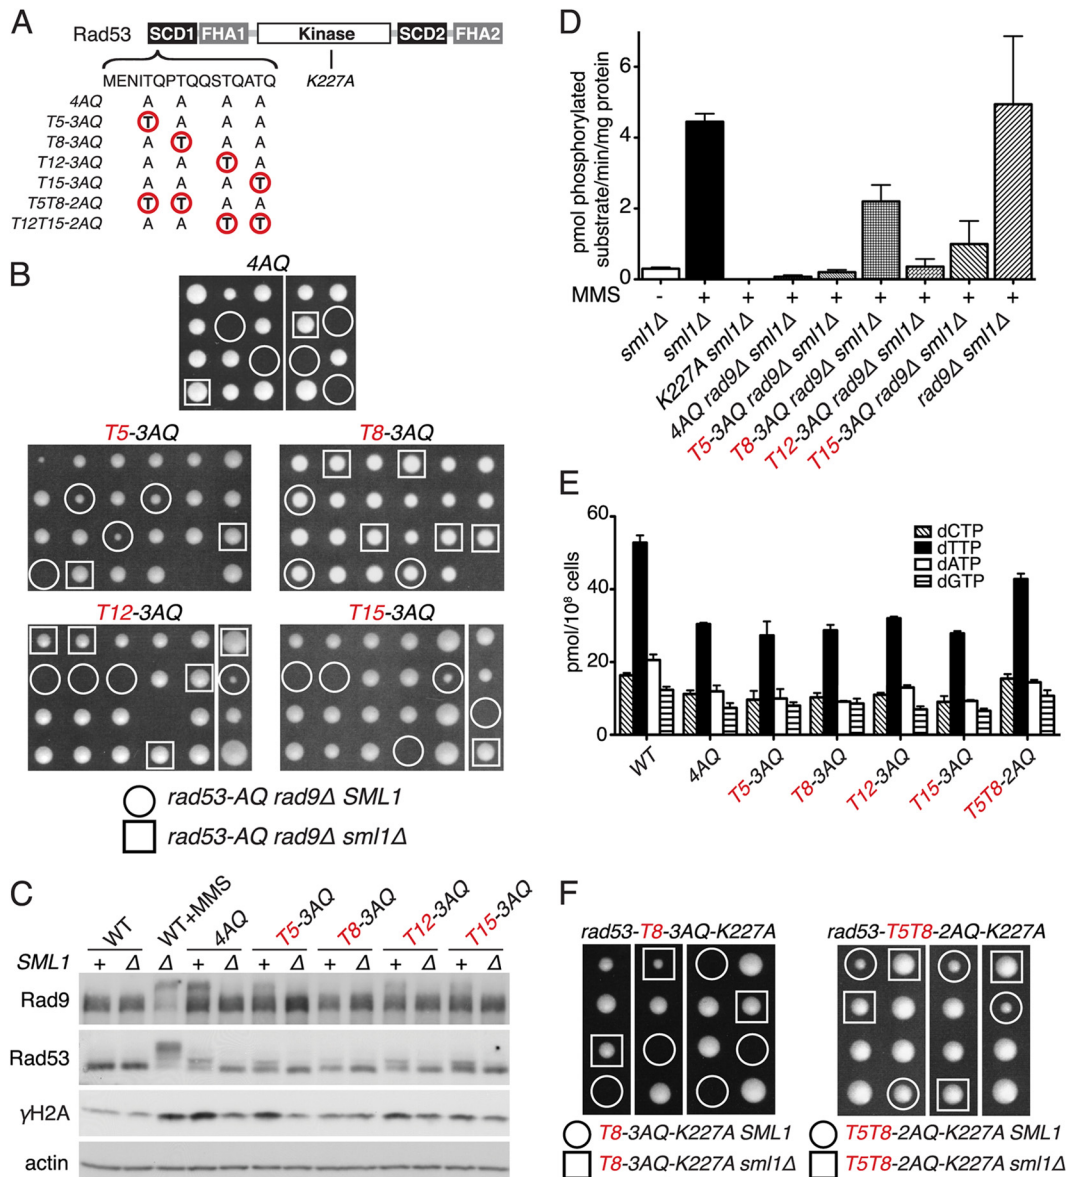 A
Rad53 SCD1 FHA1 Kinase SCD2 FHA2
MENITQPTQQSTQATQ K227A
4AQ A A A A
T5-3AQ T A A A
T8-3AQ A T A A
T12-3AQ A A T A
T15-3AQ A A A T
T5T8-2AQ T T A A
T12T15-2AQ A A T T
B
4AQ
T5-3AQ T8-3AQ
T12-3AQ T15-3AQ
rad53-AQ rad9Δ SML1
rad53-AQ rad9Δ sml1Δ
C
WT WT+MMS 4AQ T5-3AQ T8-3AQ T12-3AQ T15-3AQ
SML1 + Δ Δ + Δ + Δ + Δ + Δ + Δ
Rad9
Rad53
γH2A
actin
D
pmol phosphorylated
substrate/min/mg protein
6
4
2
0
MMS - + + + + + + + +
sml1Δ
sml1Δ
K227A sml1Δ
4AQ rad9Δ sml1Δ
T5-3AQ rad9Δ sml1Δ
T8-3AQ rad9Δ sml1Δ
T12-3AQ rad9Δ sml1Δ
T15-3AQ rad9Δ sml1Δ
rad9Δ sml1Δ
E
pmol/10⁸ cells
60
40
20
0
dCTP
dTTP
dATP
dGTP
WT 4AQ T5-3AQ T8-3AQ T12-3AQ T15-3AQ T5T8-2AQ
F
rad53-T8-3AQ-K227A rad53-T5T8-2AQ-K227A
T8-3AQ-K227A SML1
T8-3AQ-K227A sml1Δ
T5T8-2AQ-K227A SML1
T5T8-2AQ-K227A sml1Δ